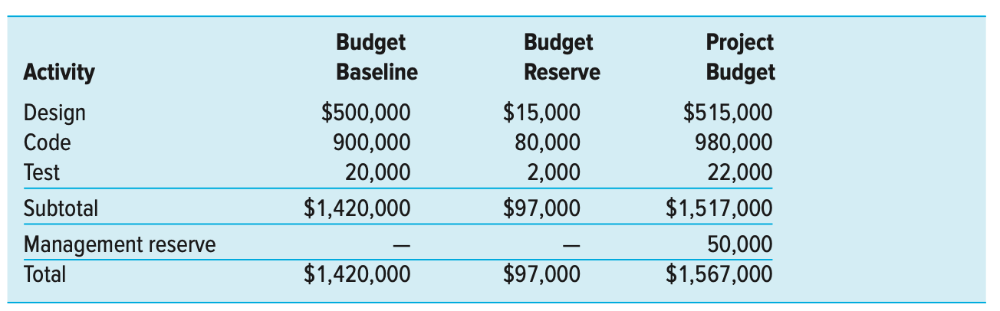 Budget Budget Project
Activity Baseline Reserve Budget
Design $500,000 $15,000 $515,000
Code 900,000 80,000 980,000
Test 20,000 2,000 22,000
Subtotal $1,420,000 $97,000 $1,517,000
Management reserve — — 50,000
Total $1,420,000 $97,000 $1,567,000